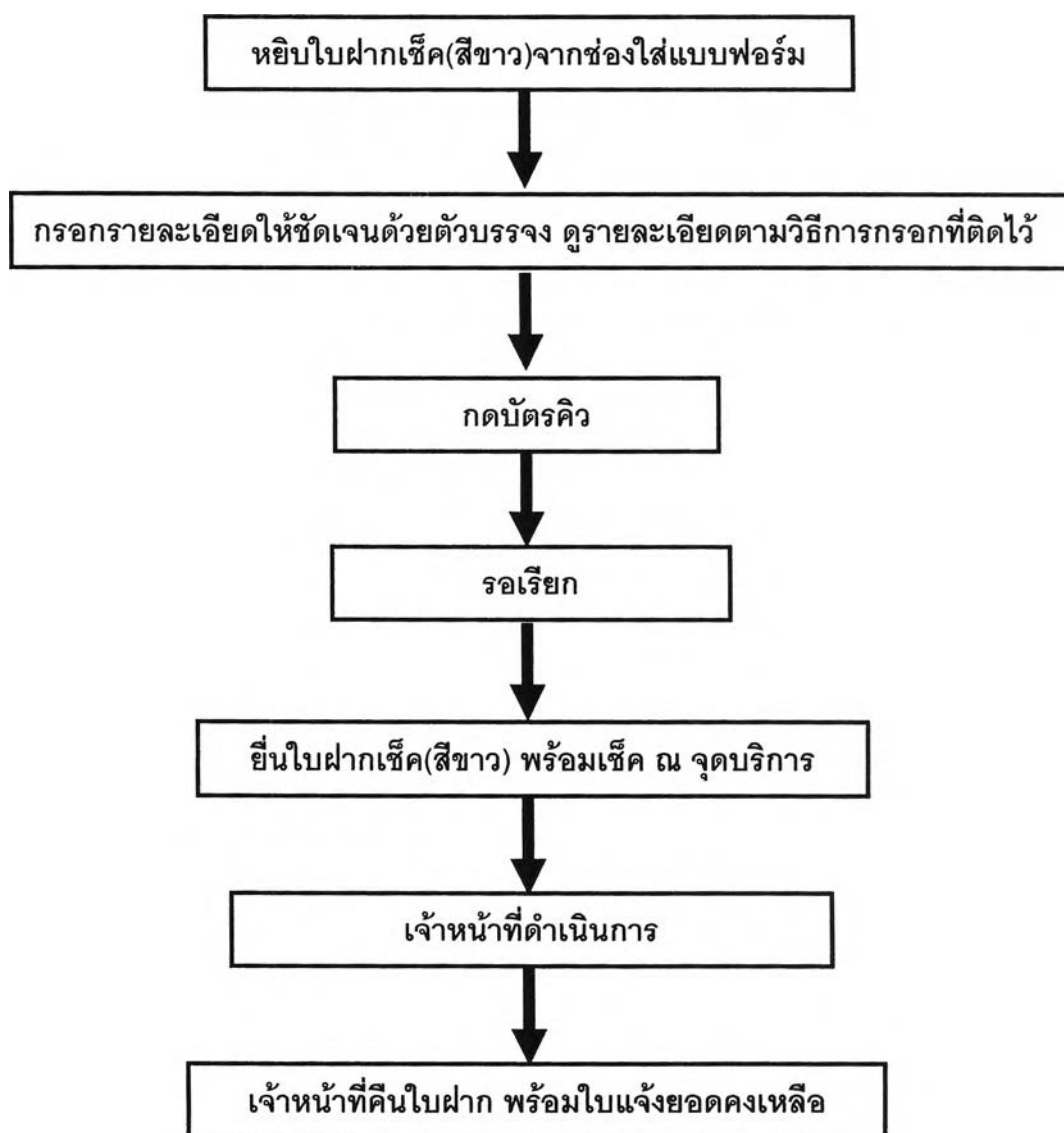 หยิบใบฝากเช็ค(สีขาว)จากช่องใส่แบบฟอร์ม
กรอกรายละเอียดให้ชัดเจนด้วยตัวบรรจง ดูรายละเอียดตามวิธีการกรอกที่ติดไว้
กดบัตรคิว
รอเรียก
ยื่นใบฝากเช็ค(สีขาว) พร้อมเช็ค ณ จุดบริการ
เจ้าหน้าที่ดำเนินการ
เจ้าหน้าที่คืนใบฝาก พร้อมใบแจ้งยอดคงเหลือ